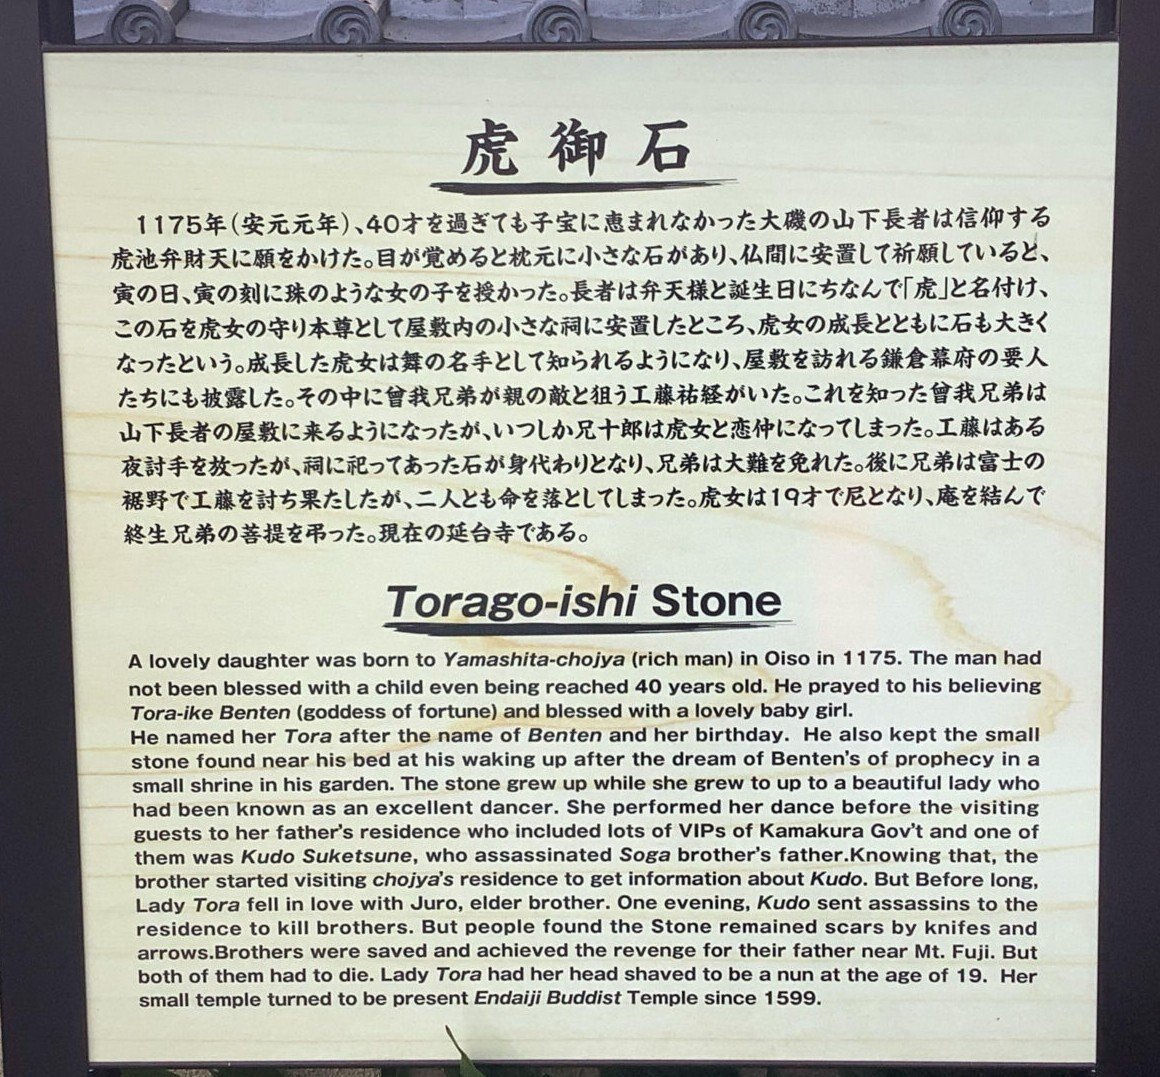 虎御石
1175年(安元元年)、40才を過ぎても子宝に恵まれなかった大磯の山下長者は信仰する
虎池弁財天に願をかけた。目が覚めると枕元に小さな石があり、仏間に安置して祈願していると、
寅の日、寅の刻に珠のような女の子を授かった。長者は弁天様と誕生日にちなんで「虎」と名付け、
この石を虎女の守り本尊として屋敷内の小さな祠に安置したところ、虎女の成長とともに石も大きく
なったという。成長した虎女は舞の名手として知られるようになり、屋敷を訪れる鎌倉幕府の要人
たちにも披露した。その中に曾我兄弟が親の敵と狙う工藤祐経がいた。これを知った曾我兄弟は
山下長者の屋敷に来るようになったが、いつしか兄十郎は虎女と恋仲になってしまった。工藤はある
夜討手を放ったが、祠に祀ってあった石が身代わりとなり、兄弟は大難を免れた。後に兄弟は富士の
裾野で工藤を討ち果たしたが、二人とも命を落としてしまった。虎女は19才で尼となり、庵を結んで
終生兄弟の菩提を弔った。現在の延台寺である。
Torago-ishi Stone
A lovely daughter was born to Yamashita-chojya (rich man) in Oiso in 1175. The man had
not been blessed with a child even being reached 40 years old. He prayed to his believing
Tora-ike Benten (goddess of fortune) and blessed with a lovely baby girl.
He named her Tora after the name of Benten and her birthday. He also kept the small
stone found near his bed at his waking up after the dream of Benten's of prophecy in a
small shrine in his garden. The stone grew up while she grew to up to a beautiful lady who
had been known as an excellent dancer. She performed her dance before the visiting
guests to her father's residence who included lots of VIPs of Kamakura Gov't and one of
them was Kudo Suketsune, who assassinated Soga brother's father.Knowing that, the
brother started visiting chojya's residence to get information about Kudo. But Before long,
Lady Tora fell in love with Juro, elder brother. One evening, Kudo sent assassins to the
residence to kill brothers. But people found the Stone remained scars by knifes and
arrows.Brothers were saved and achieved the revenge for their father near Mt. Fuji. But
both of them had to die. Lady Tora had her head shaved to be a nun at the age of 19. Her
small temple turned to be present Endaiji Buddist Temple since 1599.